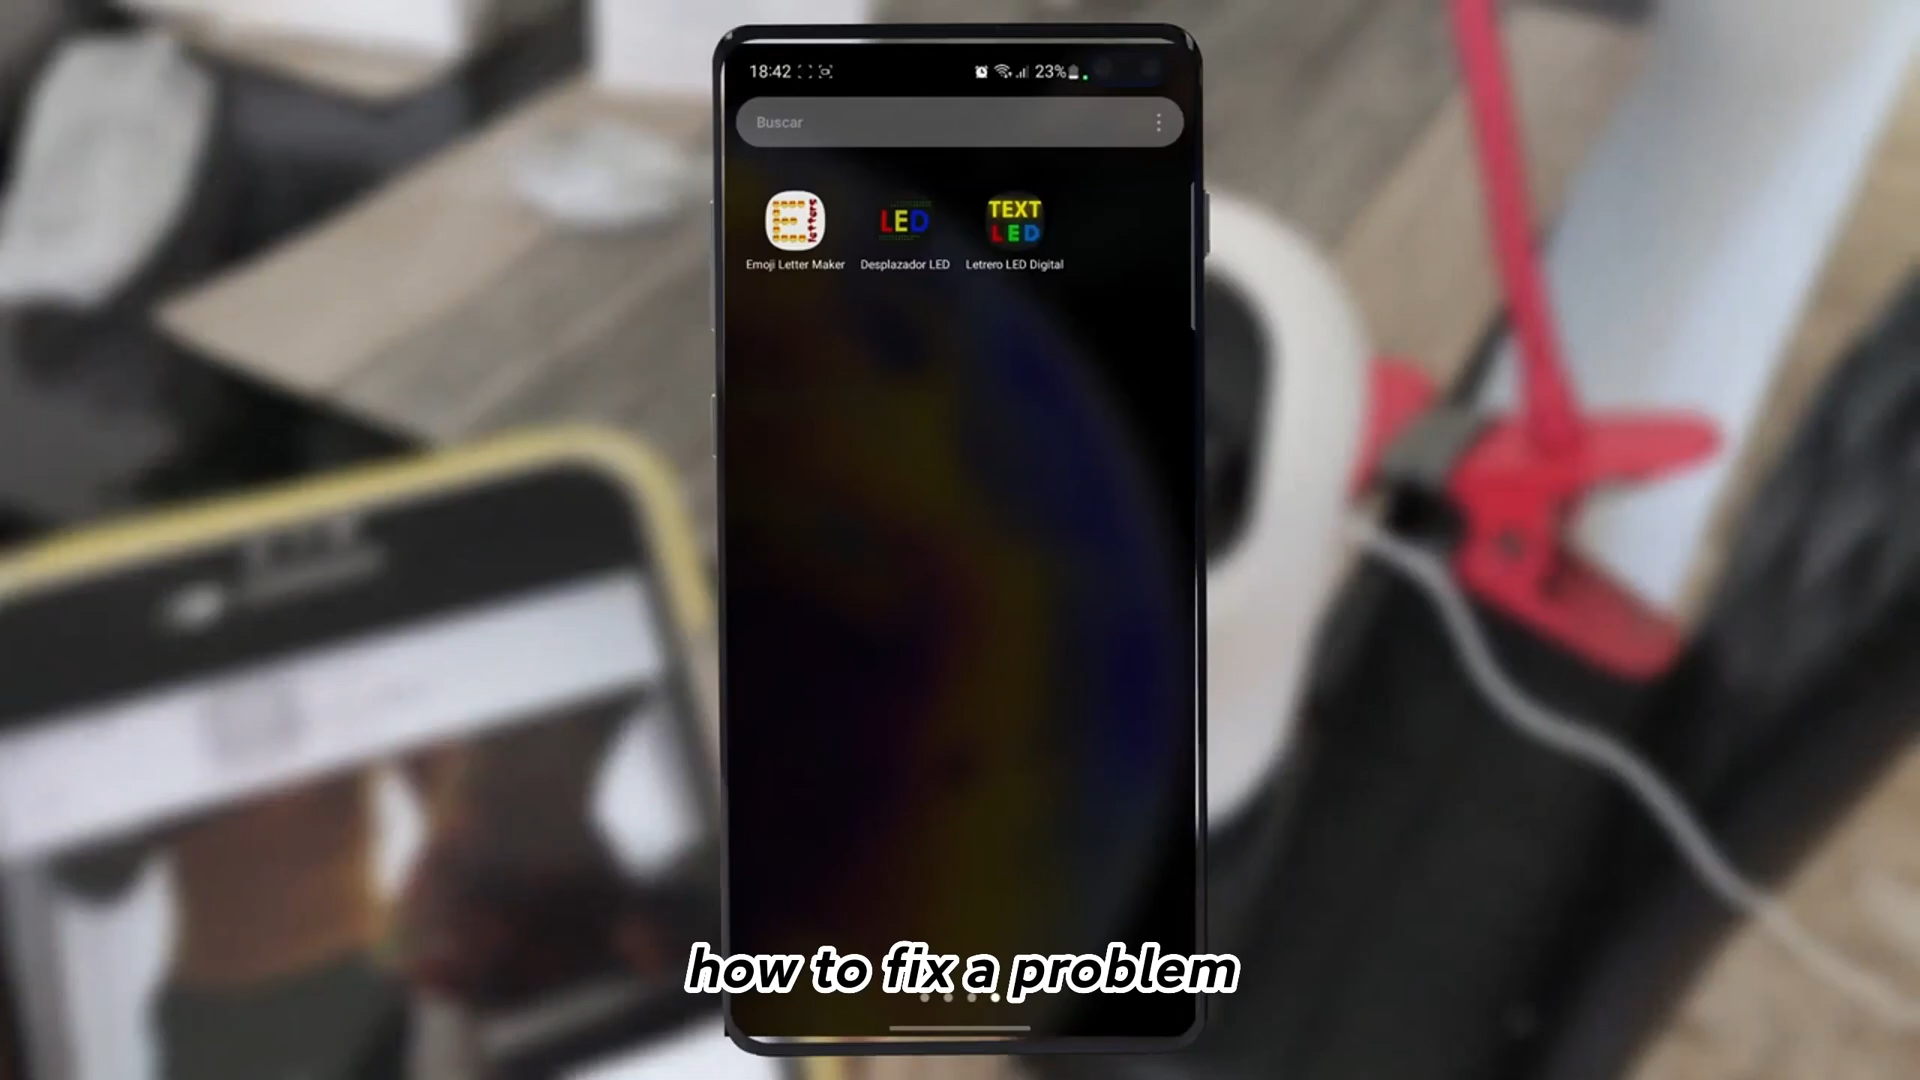 18:42
23%
Buscar
E
letters
LED
TEXT
LED
Emoji Letter Maker
Desplazador LED
Letrero LED Digital
how to fix a problem